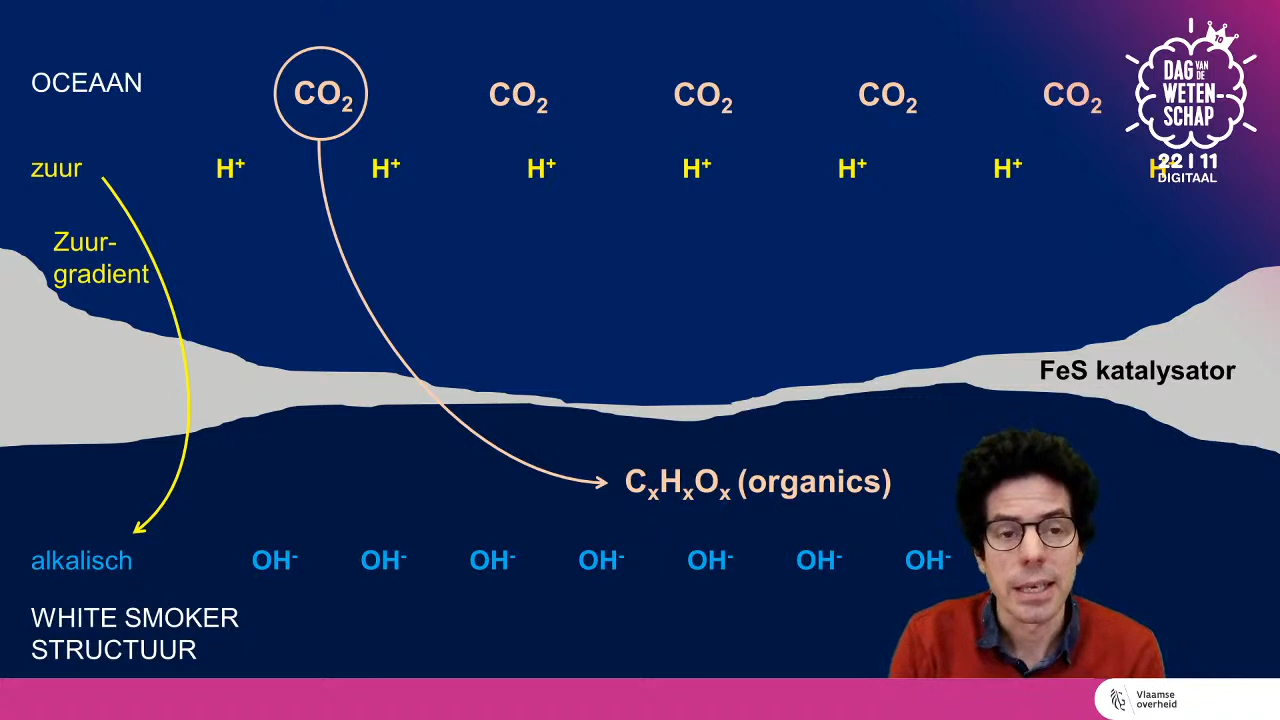 OCEAAN
CO₂ CO₂ CO₂ CO₂ CO₂
DAG VAN DE
WETEN-
SCHAP
22 | 11
DIGITAAL
zuur H⁺ H⁺ H⁺ H⁺ H⁺ H⁺ H⁺
Zuur-
gradient
FeS katalysator
CₓHₓOₓ (organics)
alkalisch OH⁻ OH⁻ OH⁻ OH⁻ OH⁻ OH⁻ OH⁻
WHITE SMOKER
STRUCTUUR
Vlaamse
overheid